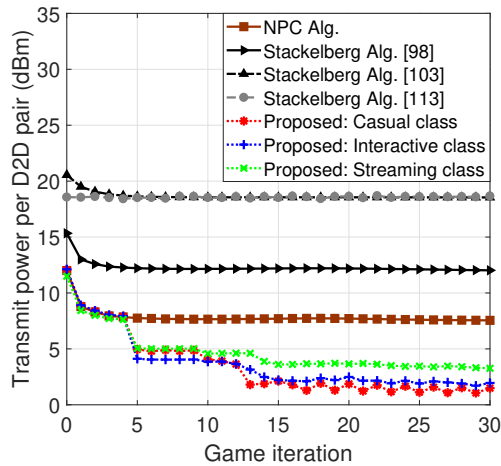 35
30
25
20
15
10
5
0
Transmit power per D2D pair (dBm)
NPC Alg.
Stackelberg Alg. [98]
Stackelberg Alg. [103]
Stackelberg Alg. [113]
Proposed: Casual class
Proposed: Interactive class
Proposed: Streaming class
0 5 10 15 20 25 30
Game iteration